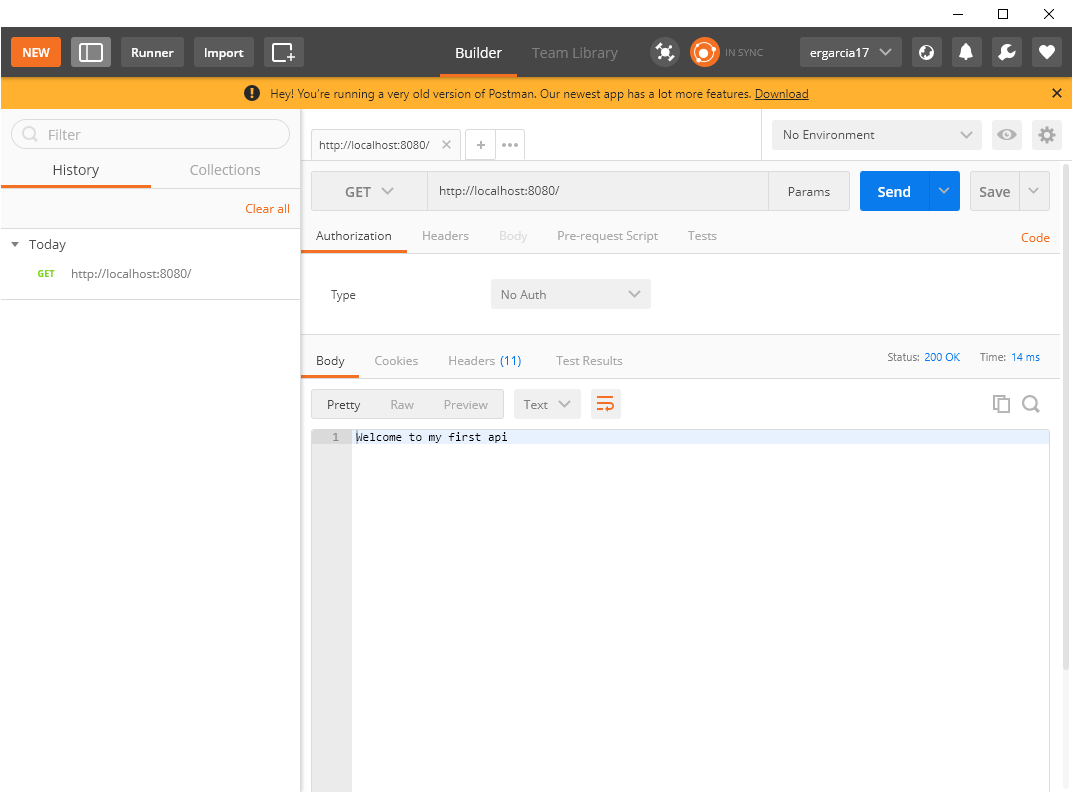 NEW Runner Import Builder Team Library IN SYNC ergarcia17
Hey! You're running a very old version of Postman. Our newest app has a lot more features. Download
Filter
History Collections
Clear all
Today
GET http://localhost:8080/
http://localhost:8080/ No Environment
GET http://localhost:8080/ Params Send Save
Authorization Headers Body Pre-request Script Tests Code
Type No Auth
Body Cookies Headers (11) Test Results Status: 200 OK Time: 14 ms
Pretty Raw Preview Text
1 Welcome to my first api